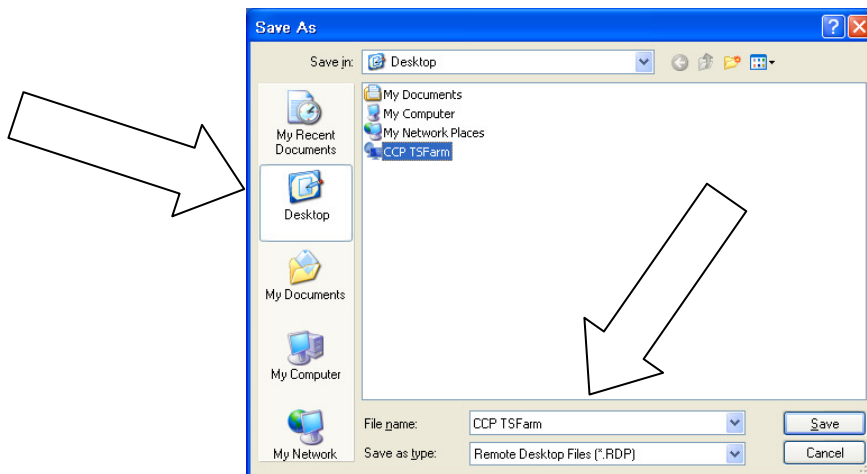 Save As
Save in:
Desktop
My Recent
Documents
Desktop
My Documents
My Computer
My Network
My Documents
My Computer
My Network Places
CCP TSFarm
File name:
CCP TSFarm
Save
Save as type:
Remote Desktop Files (*.RDP)
Cancel